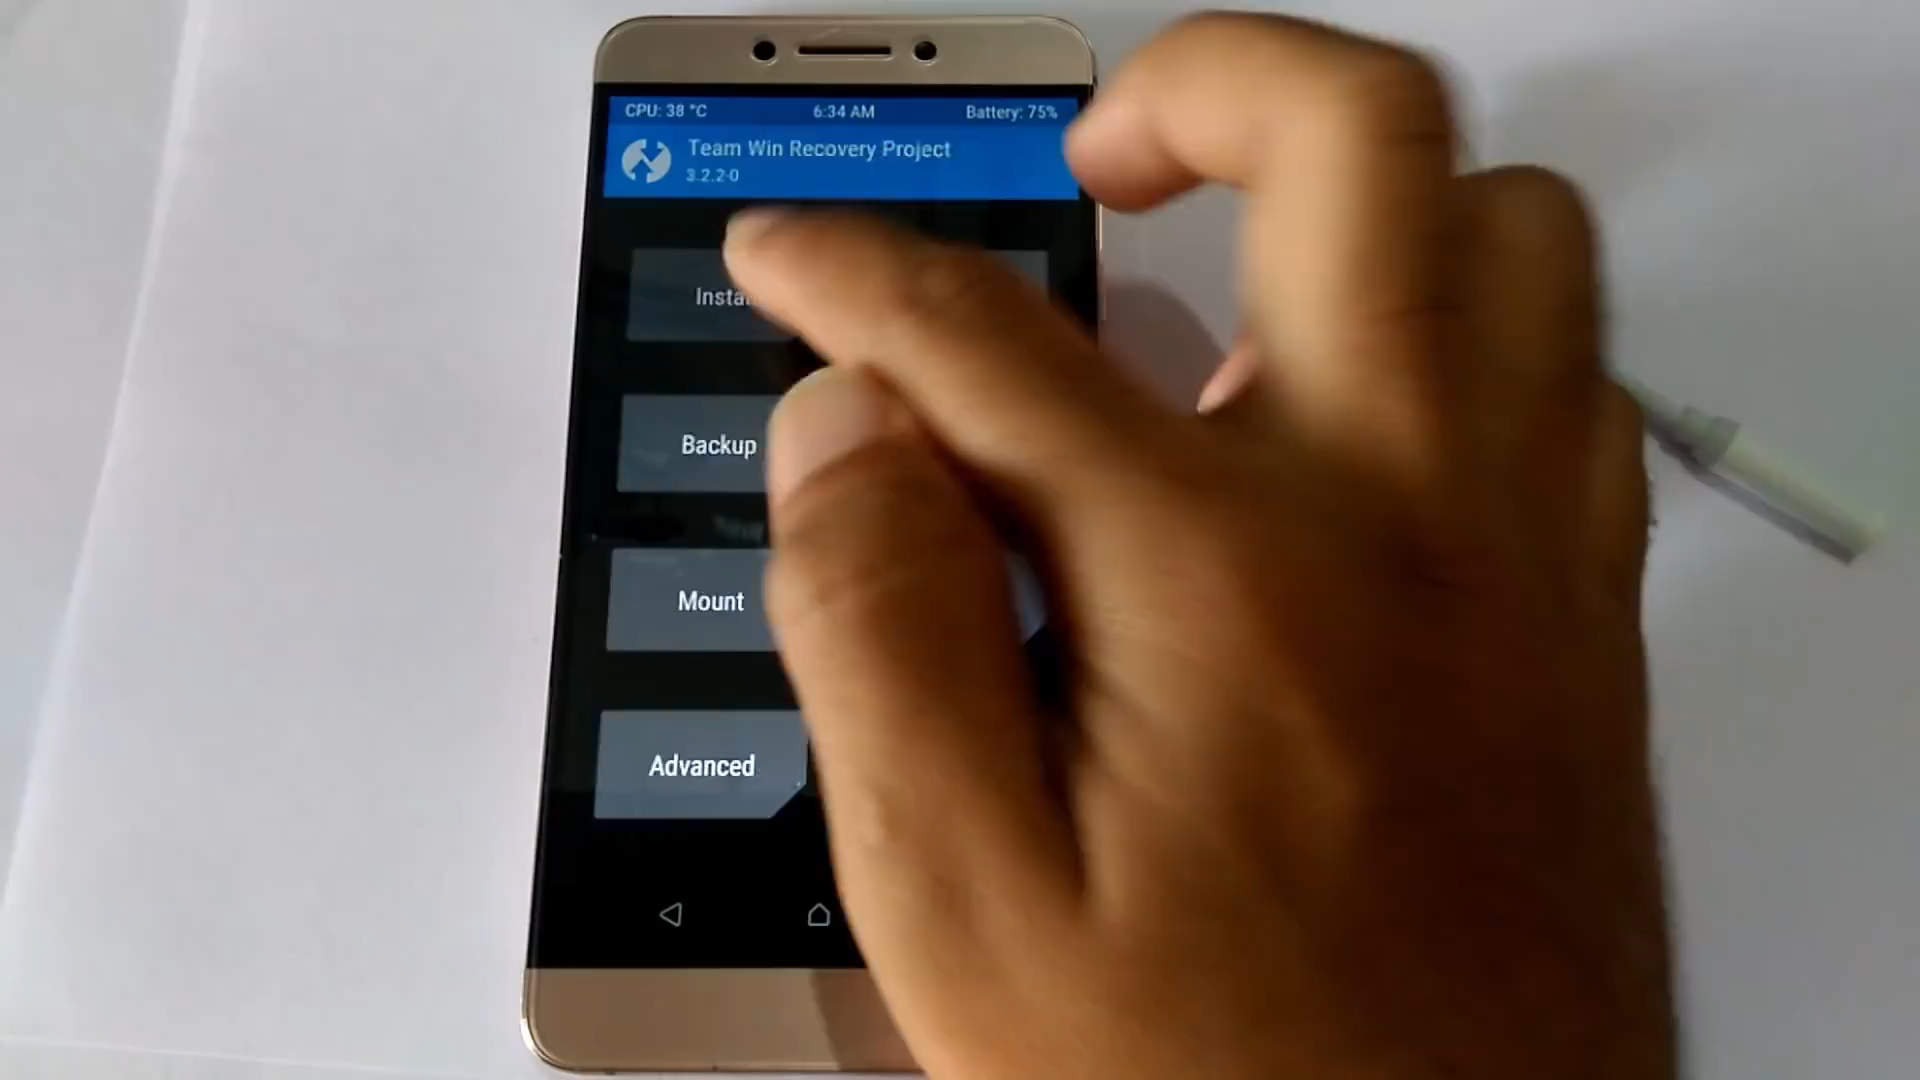 CPU: 38 °C 6:34 AM Battery: 75%
Team Win Recovery Project
3.2.2-0
Backup
Mount
Advanced